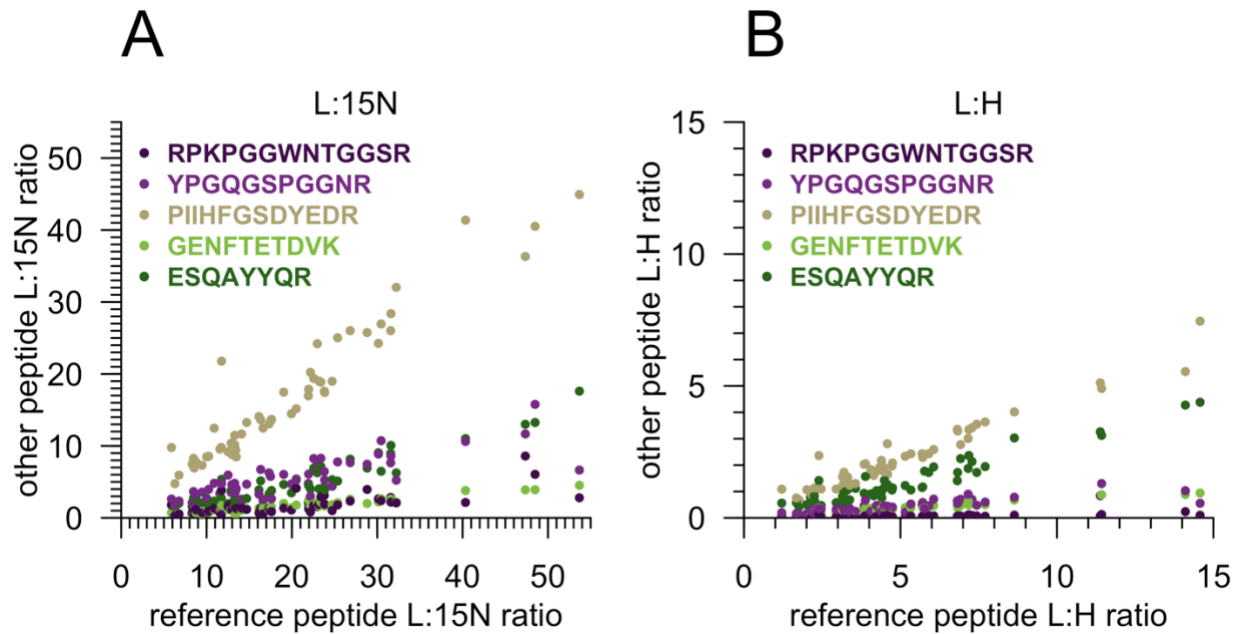 A
L:15N
RPKPGGWNTGGSR
YPGQGSPGGNR
PIIHFGSDYEDR
GENFTETDVK
ESQAYYQR
other peptide L:15N ratio
50
40
30
20
10
0
0 10 20 30 40 50
reference peptide L:15N ratio
B
L:H
RPKPGGWNTGGSR
YPGQGSPGGNR
PIIHFGSDYEDR
GENFTETDVK
ESQAYYQR
other peptide L:H ratio
15
10
5
0
0 5 10 15
reference peptide L:H ratio